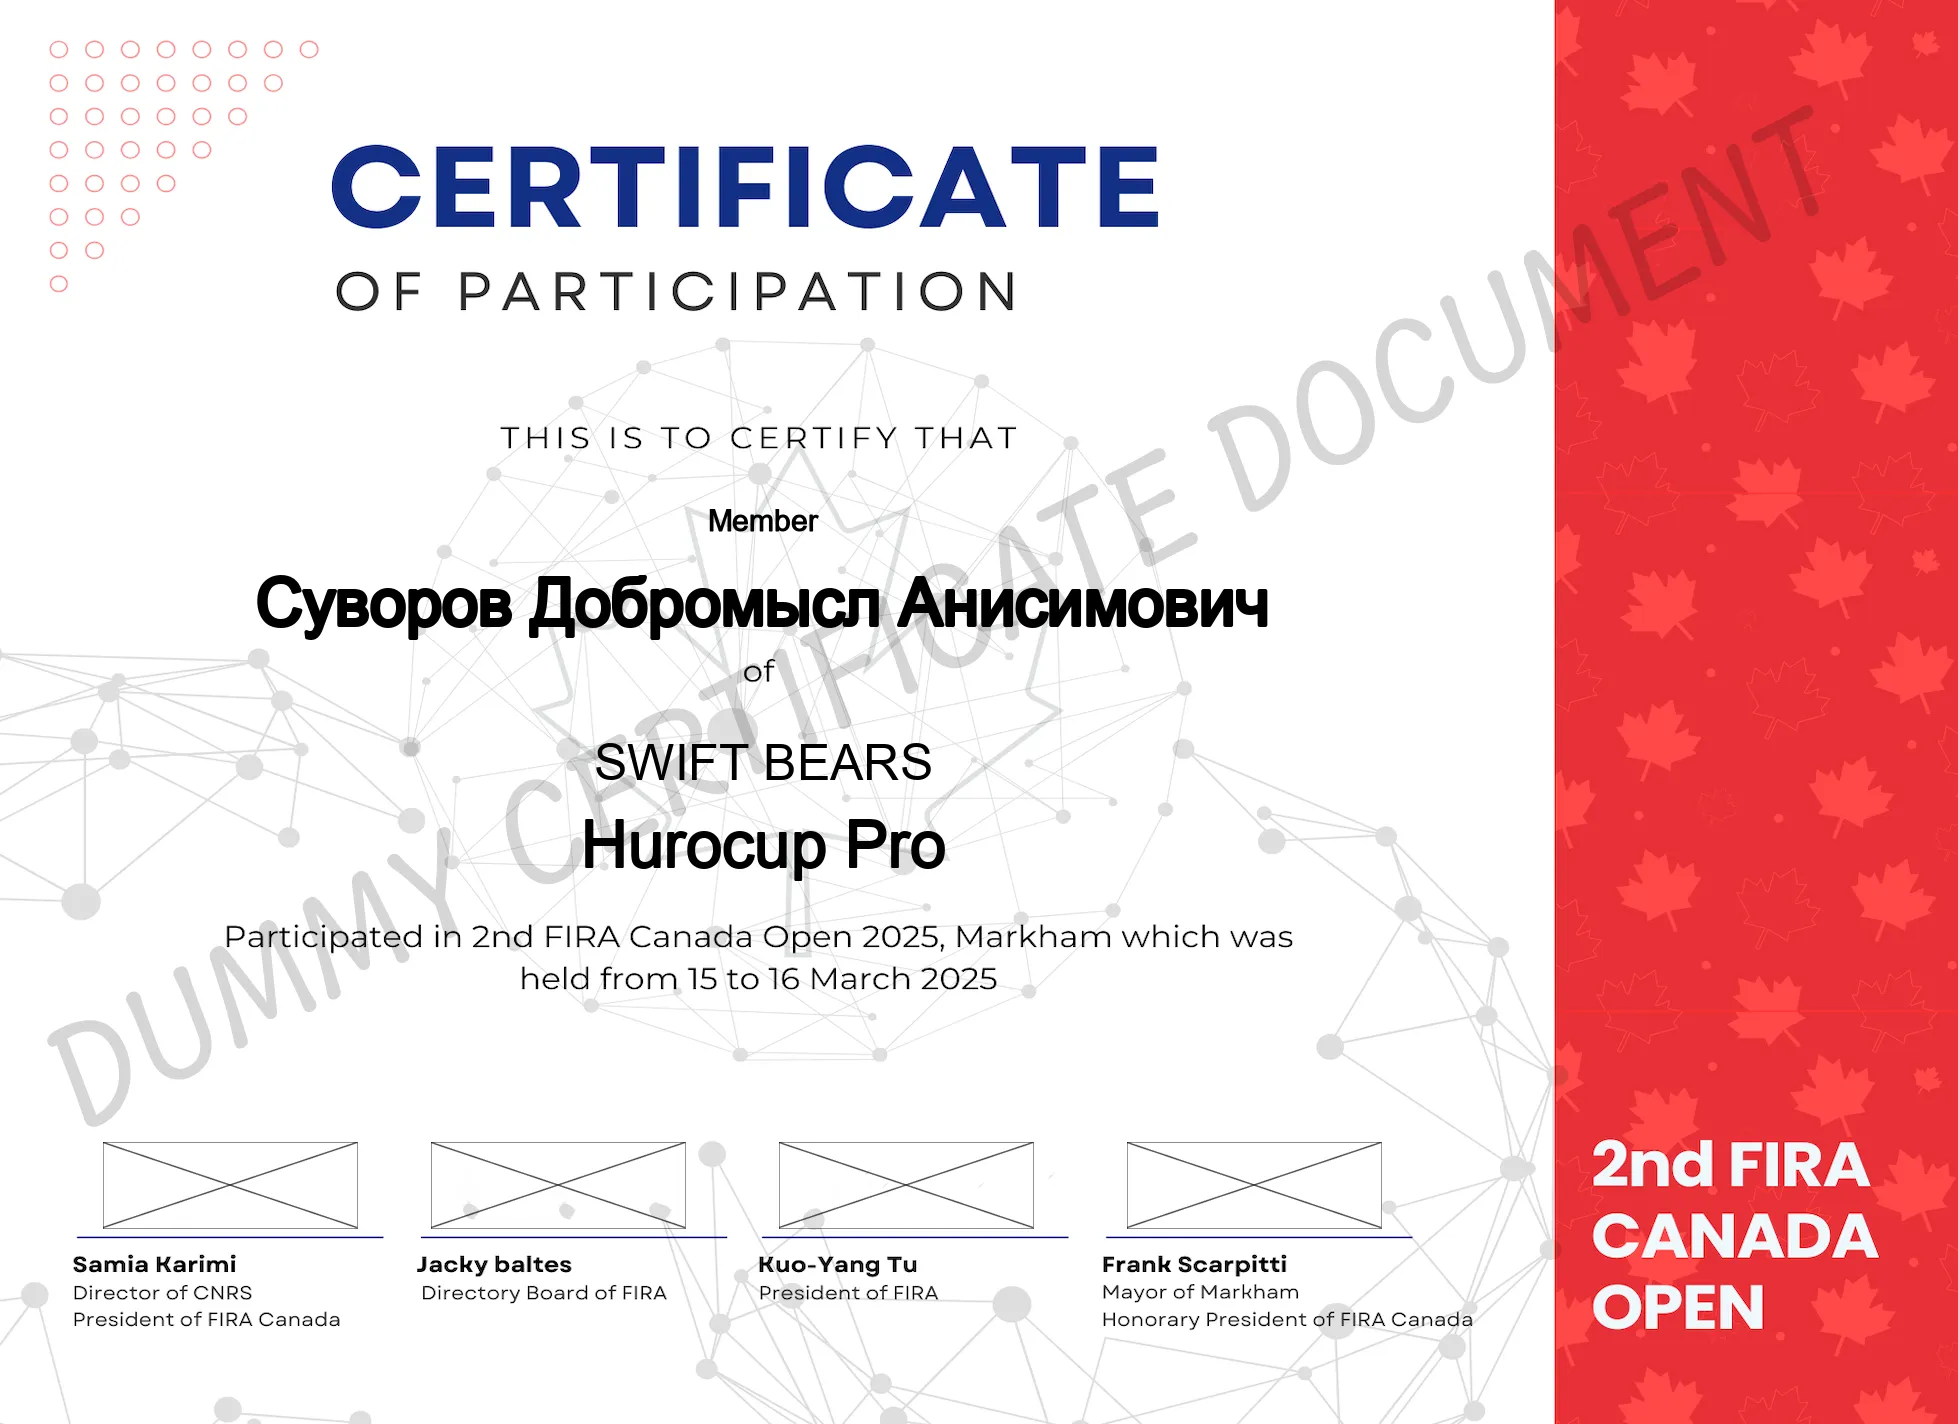 CERTIFICATE
OF PARTICIPATION
THIS IS TO CERTIFY THAT
Member
Суворов Добромысл Анисимович
of
SWIFT BEARS
Hurocup Pro
Participated in 2nd FIRA Canada Open 2025, Markham which was
held from 15 to 16 March 2025
DUMMY CERTIFICATE DOCUMENT
Samia Karimi
Director of CNRS
President of FIRA Canada
Jacky baltes
Directory Board of FIRA
Kuo-Yang Tu
President of FIRA
Frank Scarpitti
Mayor of Markham
Honorary President of FIRA Canada
2nd FIRA
CANADA
OPEN